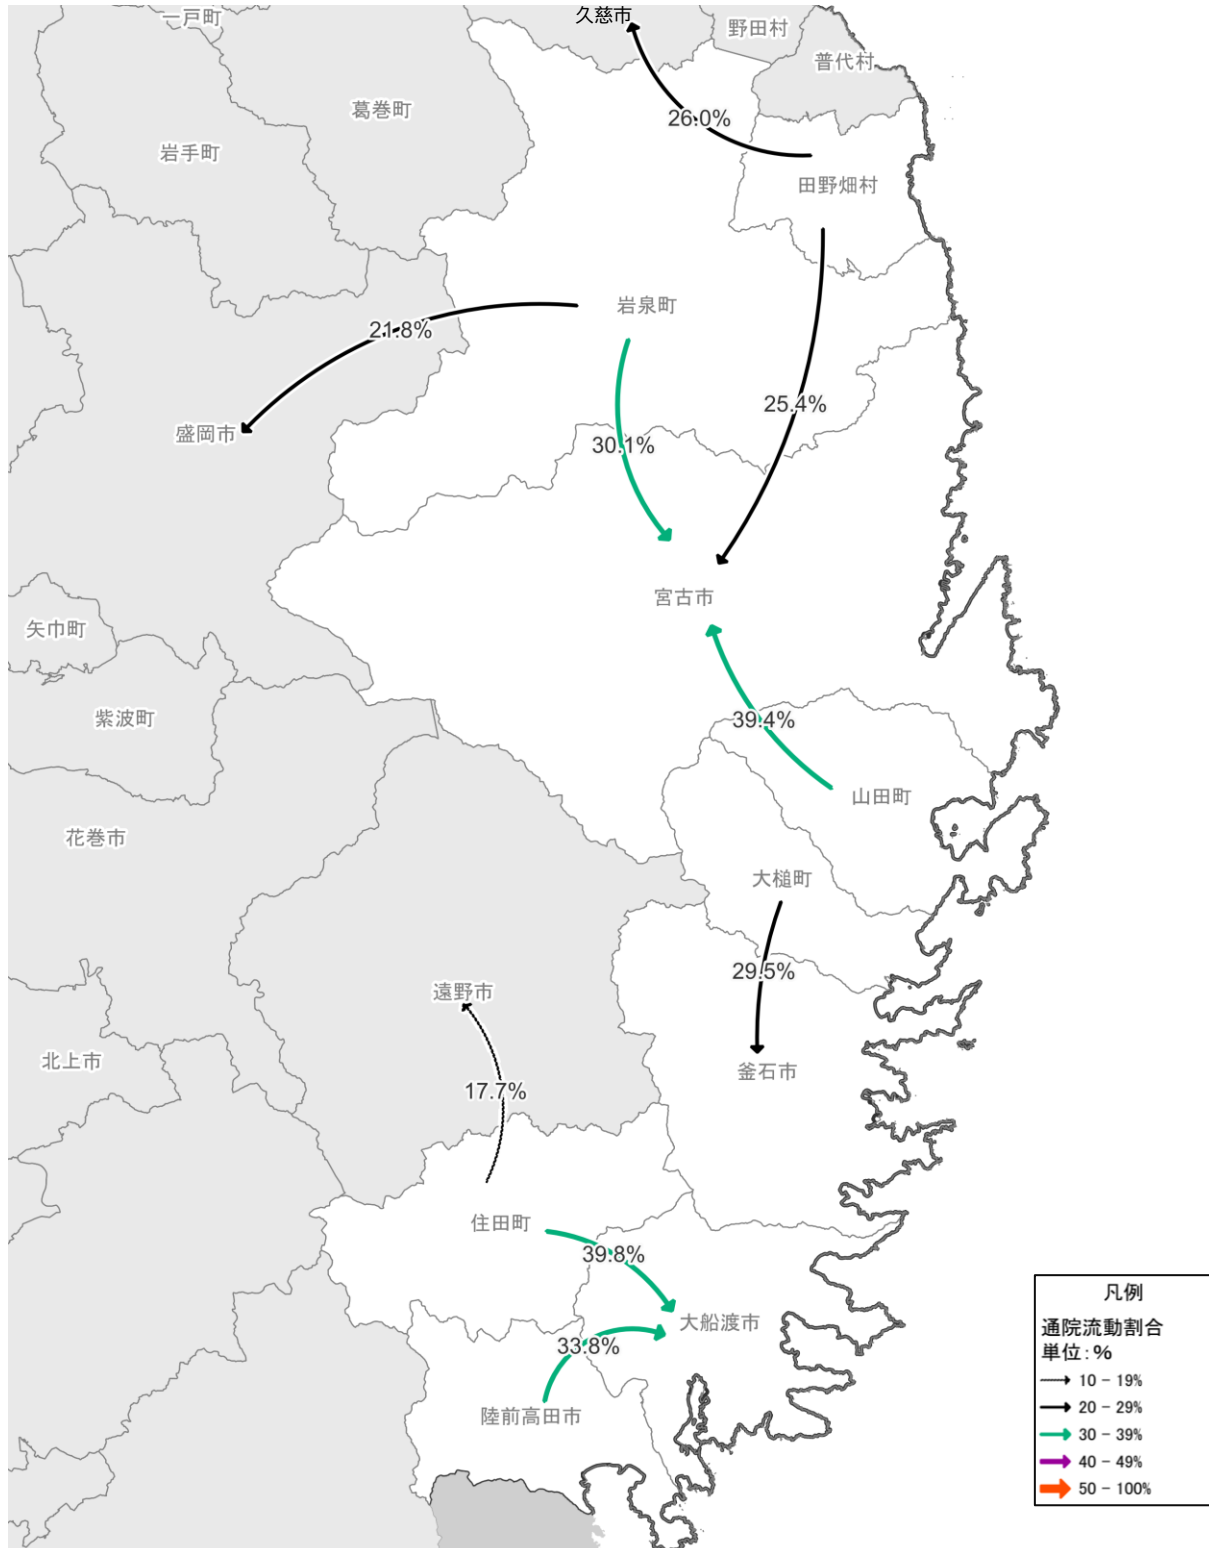 久慈市
一戸町
野田村
普代村
葛巻町
26.0%
岩手町
田野畑村
岩泉町
21.8%
25.4%
盛岡市
30.1%
宮古市
矢巾町
紫波町
39.4%
山田町
花巻市
大槌町
29.5%
遠野市
北上市
釜石市
17.7%
住田町
39.8%
大船渡市
33.8%
陸前高田市
凡例
通院流動割合
単位:%
10 - 19%
20 - 29%
30 - 39%
40 - 49%
50 - 100%